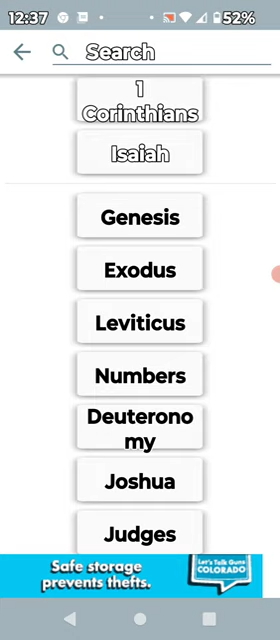 12:37
52%
Search
1
Corinthians
Isaiah
Genesis
Exodus
Leviticus
Numbers
Deuterono
my
Joshua
Judges
Safe storage
prevents thefts.
Let's Talk Guns
COLORADO